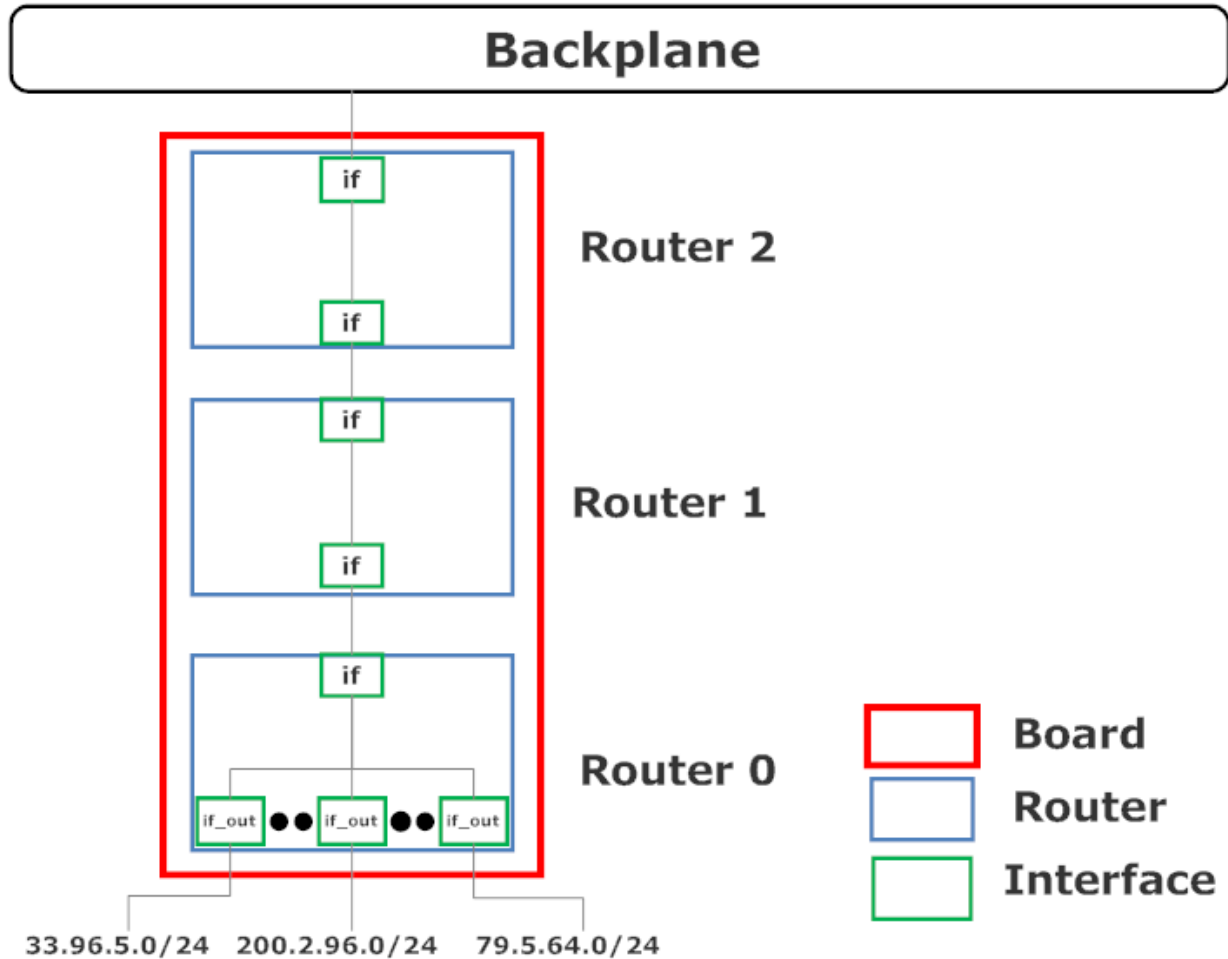 Backplane
if
Router 2
if
if
Router 1
if
if
Router 0
Board
Router
Interface
if_out if_out if_out
33.96.5.0/24 200.2.96.0/24 79.5.64.0/24